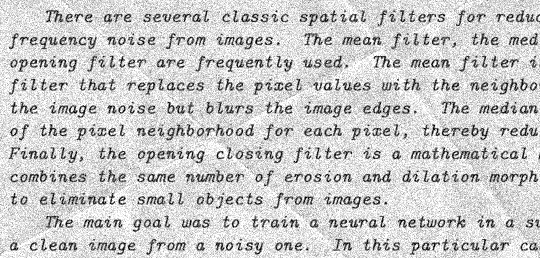 There are several classic spatial filters for reduc
frequency noise from images. The mean filter, the med
opening filter are frequently used. The mean filter i
filter that replaces the pixel values with the neighbo
the image noise but blurs the image edges. The median
of the pixel neighborhood for each pixel, thereby redu
Finally, the opening closing filter is a mathematical
combines the same number of erosion and dilation morph
to eliminate small objects from images.
The main goal was to train a neural network in a su
a clean image from a noisy one. In this particular ca